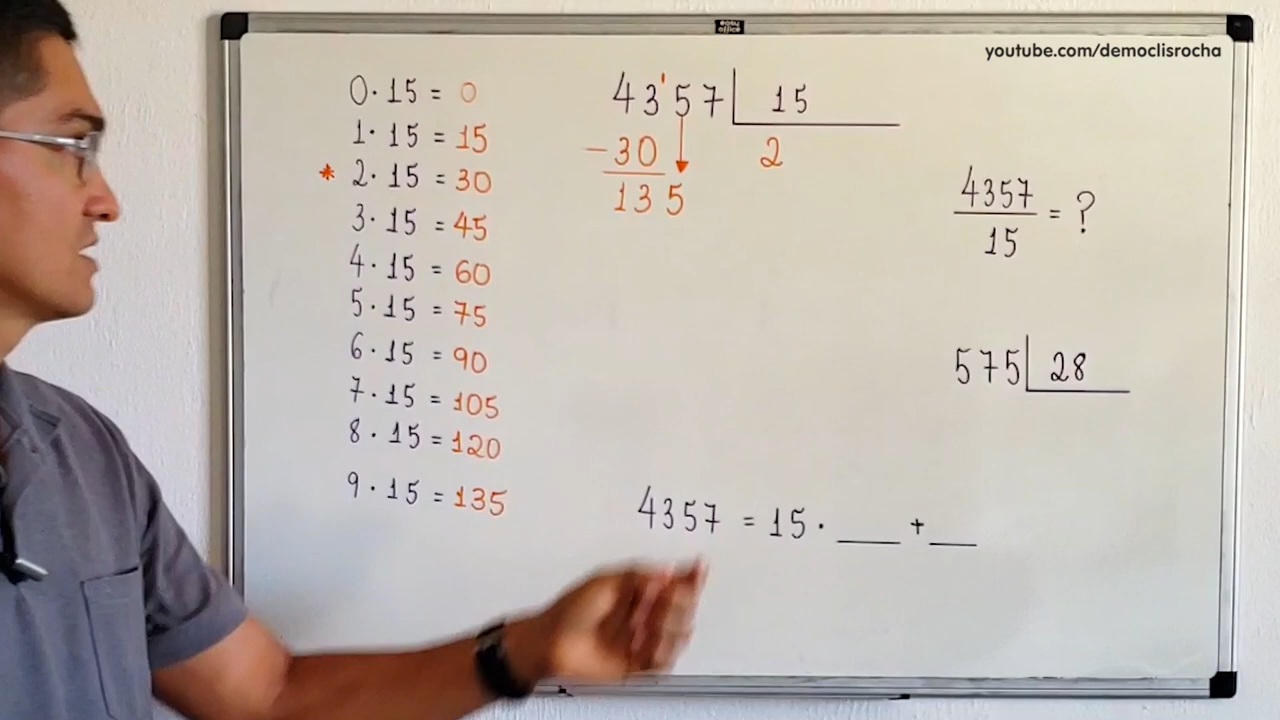 easy office
youtube.com/democlisrocha
0 · 15 = 0
1 · 15 = 15
* 2 · 15 = 30
3 · 15 = 45
4 · 15 = 60
5 · 15 = 75
6 · 15 = 90
7 · 15 = 105
8 · 15 = 120
9 · 15 = 135
43'57 | 15
-30 2
135
4357/15 = ?
575 | 28
4357 = 15 · ___ + ___